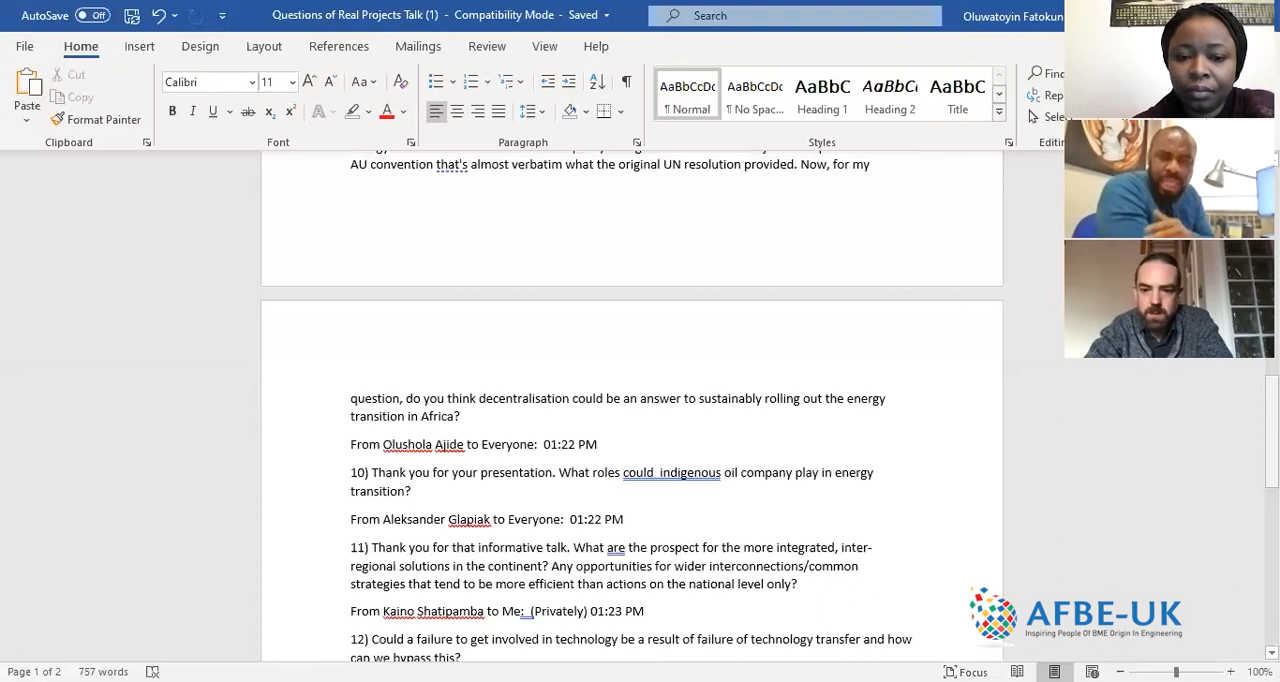 AutoSave Off Questions of Real Projects Talk (1) - Compatibility Mode - Saved Search Oluwatoyin Fatokun
File Home Insert Design Layout References Mailings Review View Help
Cut
Calibri 11 Aa
AaBbCcDc AaBbCcDc AaBbC AaBbCc AaBbC
Copy
Paste
Format Painter
B I U ab x₂ x² A A
¶ Normal ¶ No Spac... Heading 1 Heading 2 Title
Clipboard Font Paragraph Styles
AU convention that's almost verbatim what the original UN resolution provided. Now, for my
question, do you think decentralisation could be an answer to sustainably rolling out the energy
transition in Africa?
From Olushola Ajide to Everyone: 01:22 PM
10) Thank you for your presentation. What roles could indigenous oil company play in energy
transition?
From Aleksander Glapiak to Everyone: 01:22 PM
11) Thank you for that informative talk. What are the prospect for the more integrated, inter-
regional solutions in the continent? Any opportunities for wider interconnections/common
strategies that tend to be more efficient than actions on the national level only?
From Kaino Shatipamba to Me: (Privately) 01:23 PM
12) Could a failure to get involved in technology be a result of failure of technology transfer and how
can we bypass this?
AFBE-UK
Inspiring People Of BME Origin In Engineering
Page 1 of 2 757 words Focus 100%